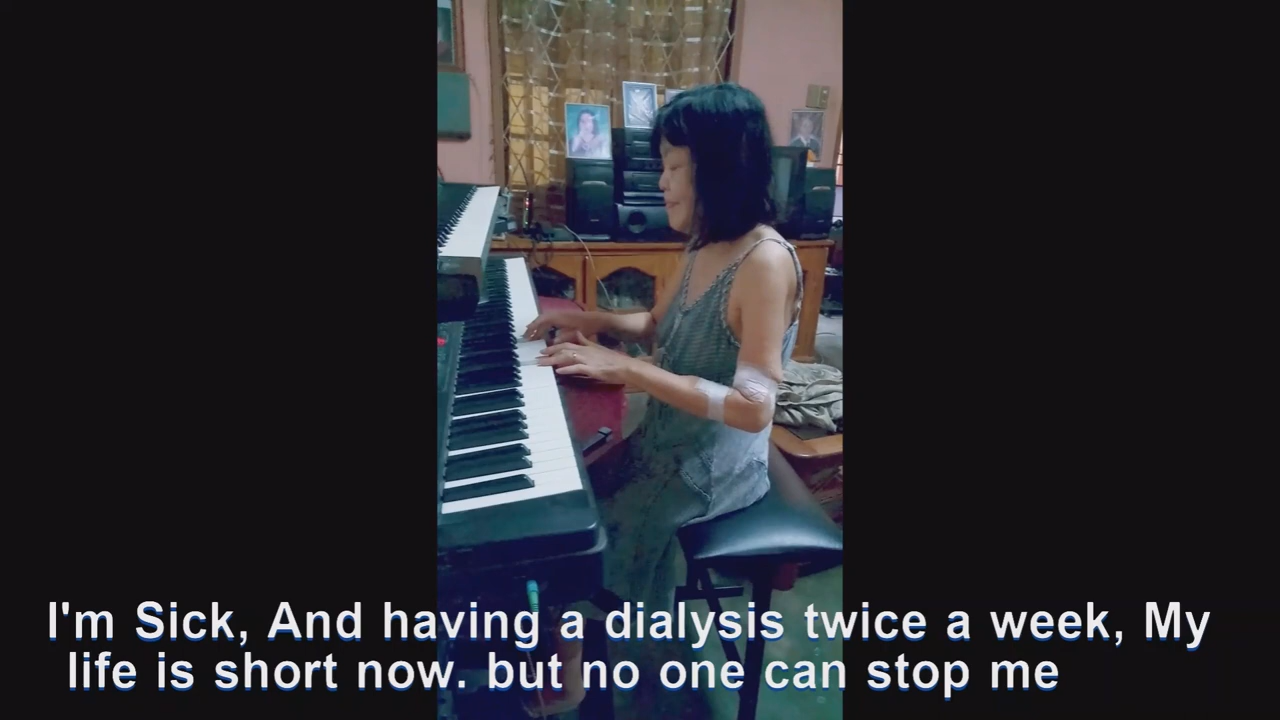 I'm Sick, And having a dialysis twice a week, My
life is short now. but no one can stop me